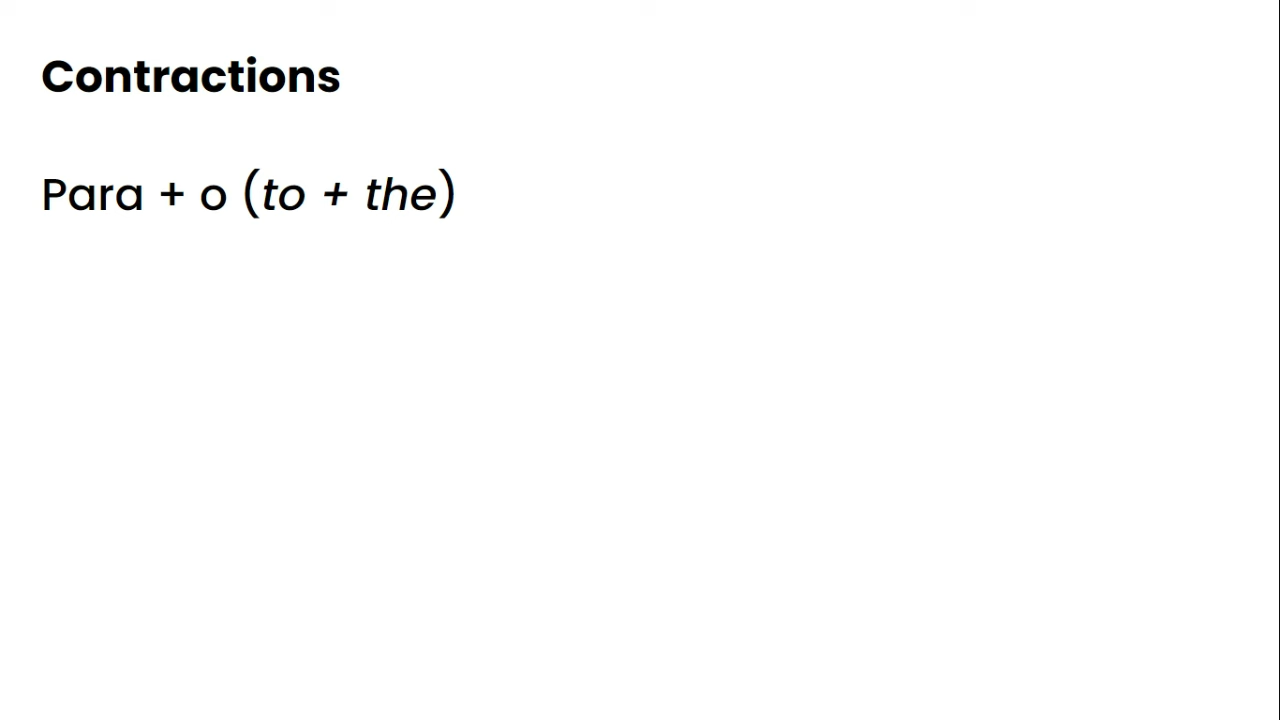 Contractions
Para + o (to + the)